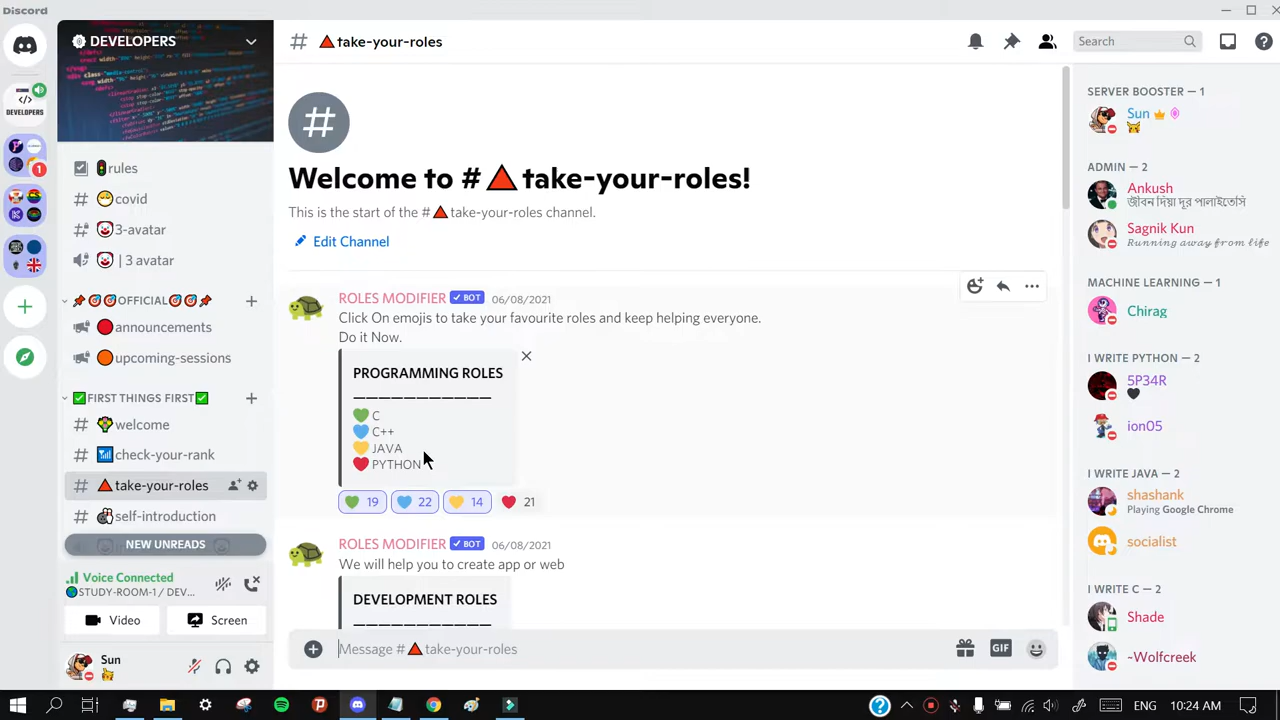 Discord
DEVELOPERS
take-your-roles
Search
DEVELOPERS
1
rules
covid
3-avatar
| 3 avatar
OFFICIAL
announcements
upcoming-sessions
FIRST THINGS FIRST
welcome
check-your-rank
take-your-roles
self-introduction
NEW UNREADS
Voice Connected
STUDY-ROOM-1 / DEV...
Video
Screen
Sun
Welcome to # take-your-roles!
This is the start of the # take-your-roles channel.
Edit Channel
ROLES MODIFIER BOT 06/08/2021
Click On emojis to take your favourite roles and keep helping everyone.
Do it Now.
PROGRAMMING ROLES
———————————
C
C++
JAVA
PYTHON
19 22 14 21
ROLES MODIFIER BOT 06/08/2021
We will help you to create app or web
DEVELOPMENT ROLES
———————————
Message # take-your-roles
GIF
SERVER BOOSTER — 1
Sun
ADMIN — 2
Ankush
জীবন দিয়া দূর পালাইতেসি
Sagnik Kun
Running away from life
MACHINE LEARNING — 1
Chirag
I WRITE PYTHON — 2
5P34R
ion05
I WRITE JAVA — 2
shashank
Playing Google Chrome
socialist
I WRITE C — 2
Shade
~Wolfcreek
ENG 10:24 AM